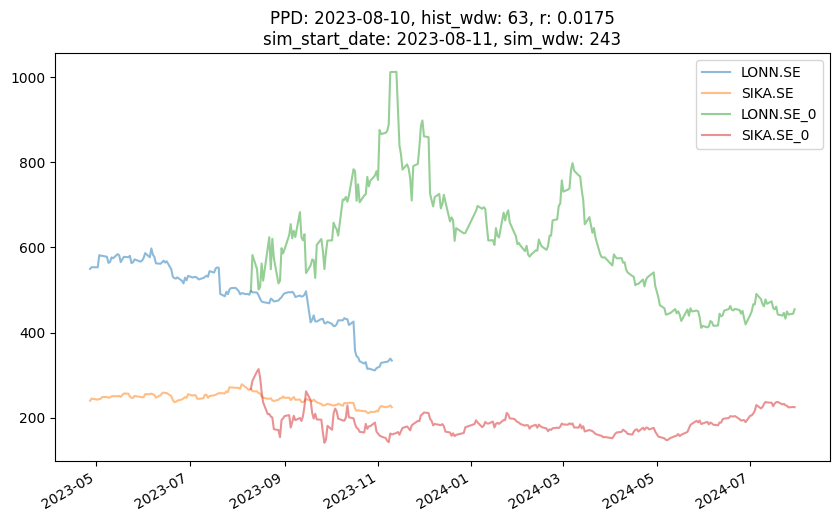 PPD: 2023-08-10, hist_wdw: 63, r: 0.0175
sim_start_date: 2023-08-11, sim_wdw: 243
LONN.SE
SIKA.SE
LONN.SE_0
SIKA.SE_0
1000
800
600
400
200
2023-05
2023-07
2023-09
2023-11
2024-01
2024-03
2024-05
2024-07